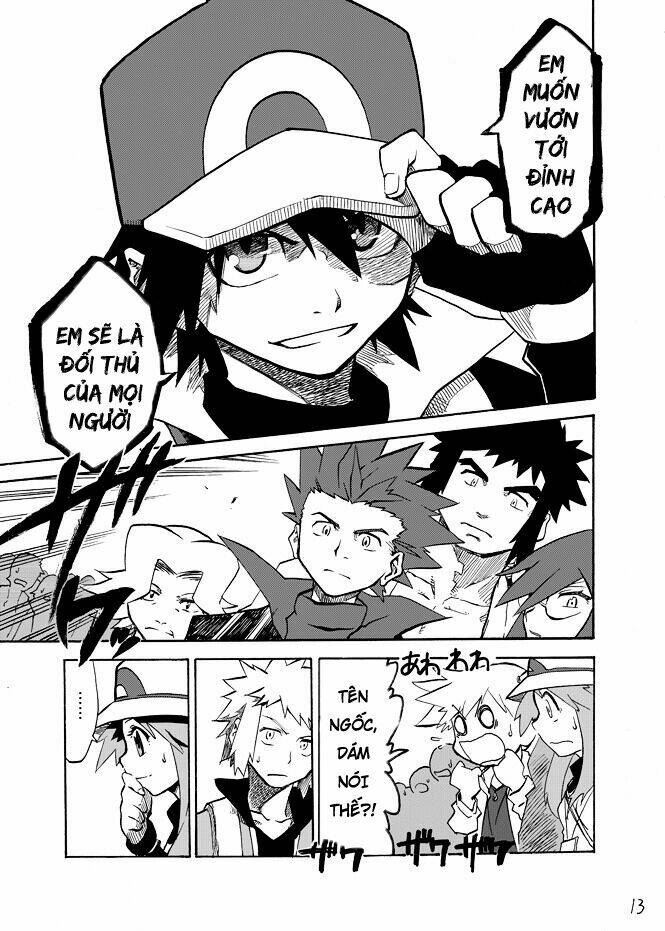 EM
MUỐN
VƯƠN
TỚI
ĐỈNH
CAO
EM SẼ LÀ
ĐỐI THỦ
CỦA MỌI
NGƯỜI
ザザッ
あわわわ
TÊN
NGỐC,
DÁM
NÓI
THẾ?!
ザワ
ザワ
ザワ
.......
13